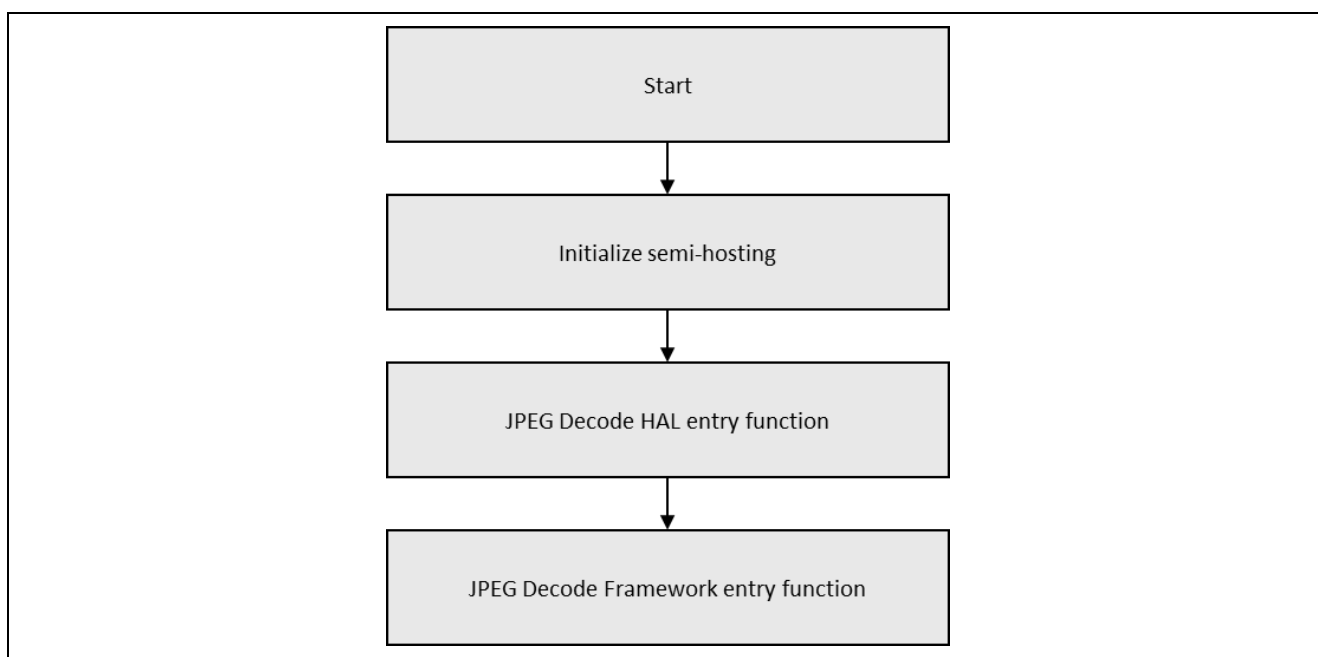 Start
Initialize semi-hosting
JPEG Decode HAL entry function
JPEG Decode Framework entry function